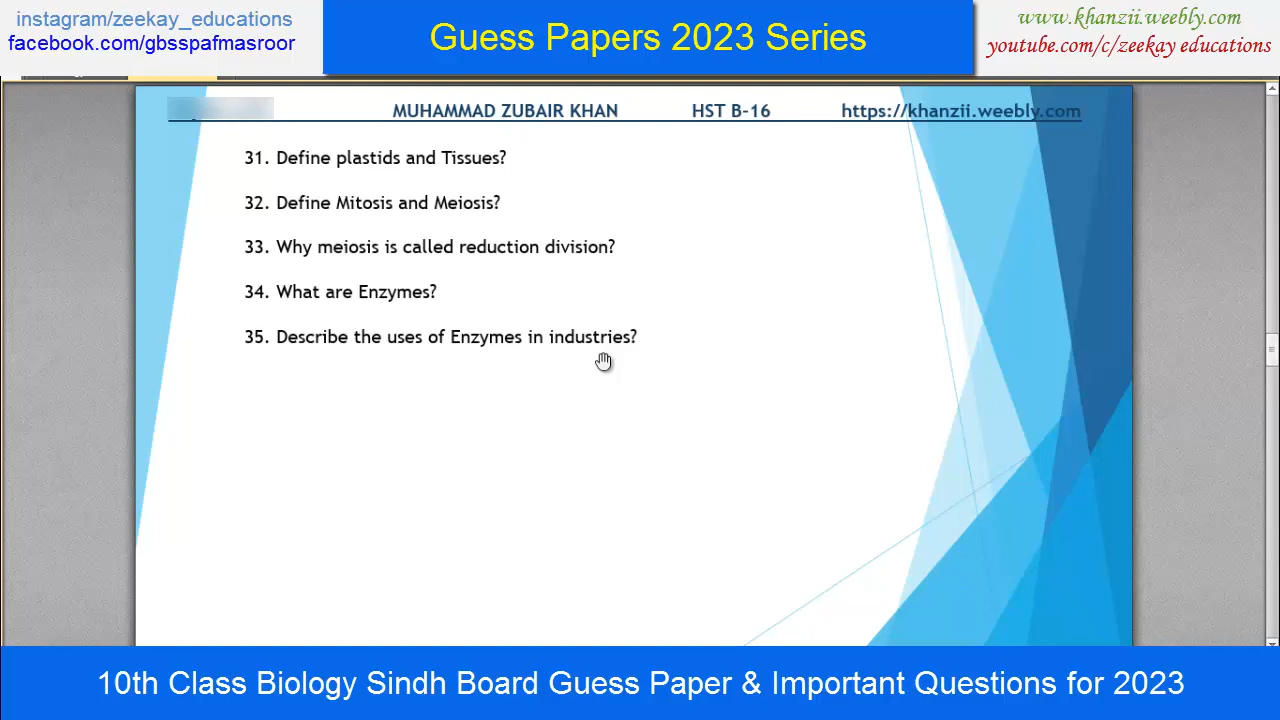 instagram/zeekay_educations
facebook.com/gbsspafmasroor
Guess Papers 2023 Series
www.khanzii.weebly.com
youtube.com/c/zeekay educations
MUHAMMAD ZUBAIR KHAN HST B-16 https://khanzii.weebly.com
31. Define plastids and Tissues?
32. Define Mitosis and Meiosis?
33. Why meiosis is called reduction division?
34. What are Enzymes?
35. Describe the uses of Enzymes in industries?
10th Class Biology Sindh Board Guess Paper & Important Questions for 2023